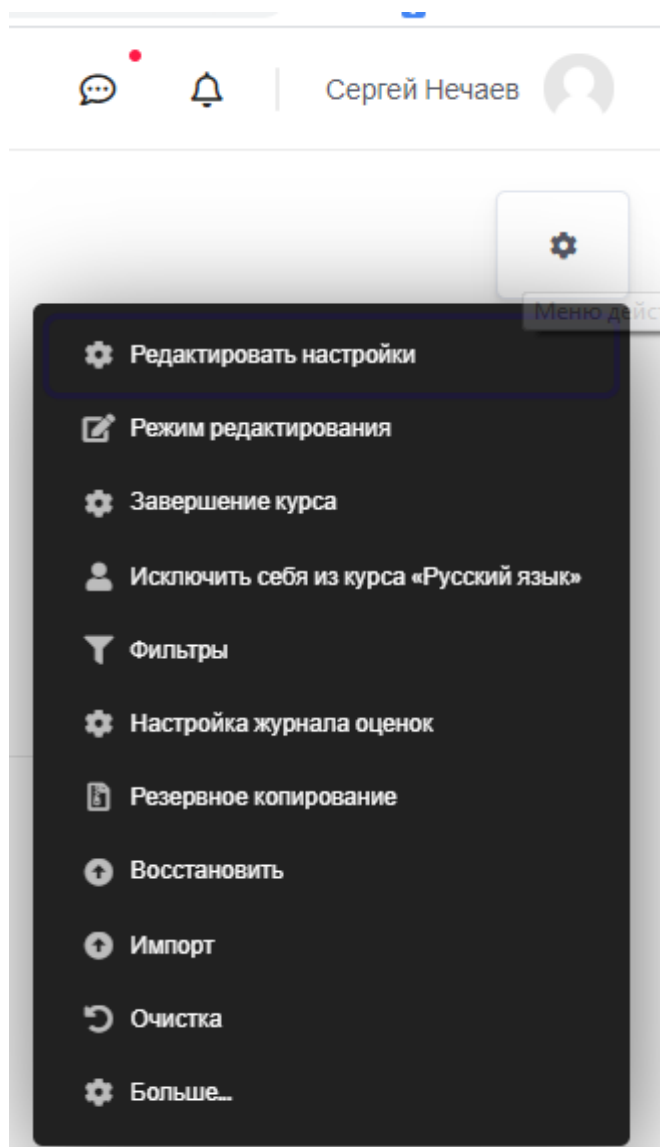 Сергей Нечаев
Меню
Редактировать настройки
Режим редактирования
Завершение курса
Исключить себя из курса «Русский язык»
Фильтры
Настройка журнала оценок
Резервное копирование
Восстановить
Импорт
Очистка
Больше...